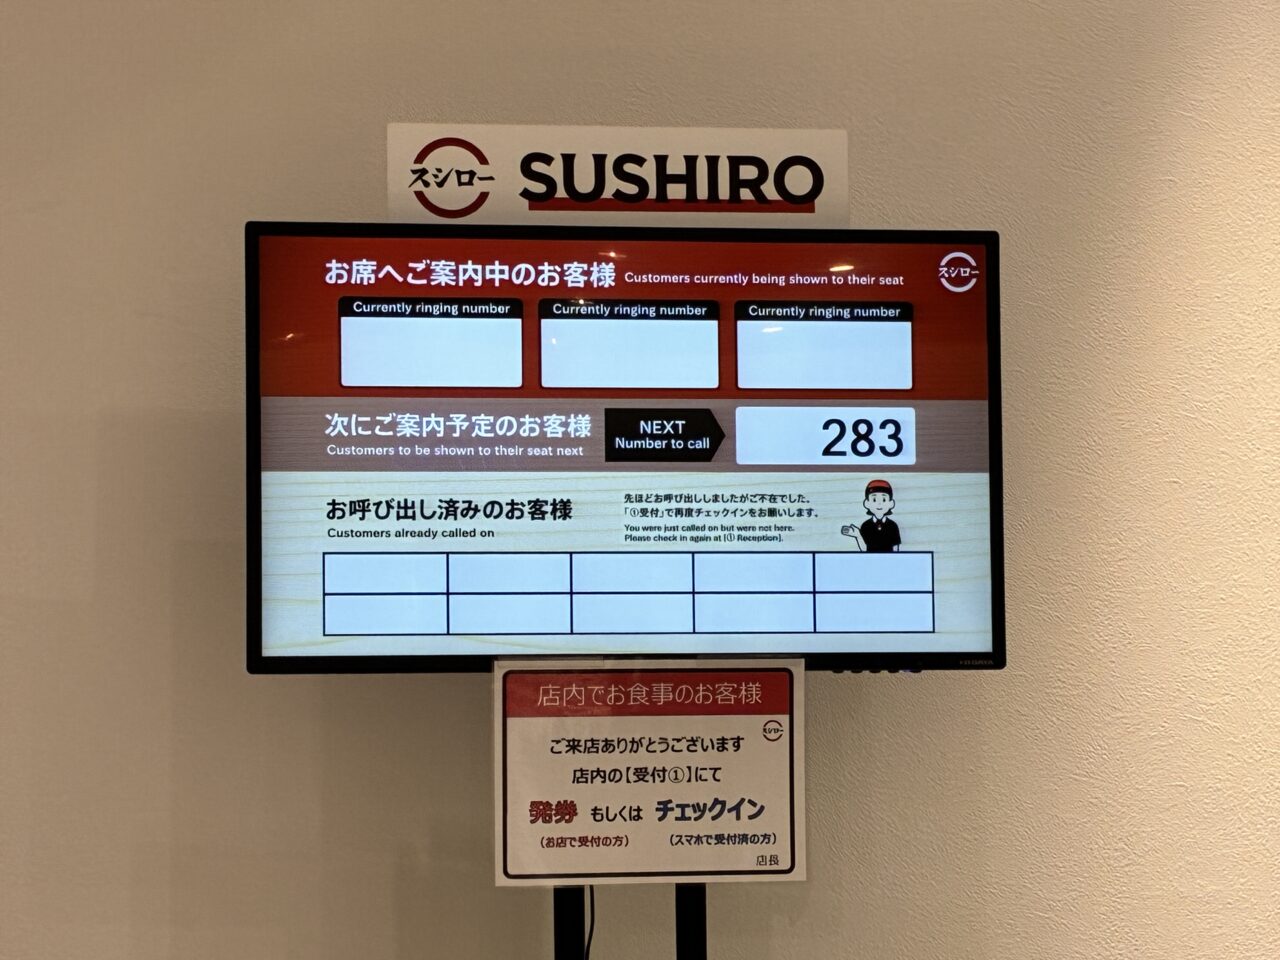 スシロー SUSHIRO
お席へご案内中のお客様 Customers currently being shown to their seat
スシロー
Currently ringing number Currently ringing number Currently ringing number
次にご案内予定のお客様
Customers to be shown to their seat next
NEXT
Number to call
283
お呼び出し済みのお客様
Customers already called on
先ほどお呼び出ししましたがご不在でした。
「①受付」で再度チェックインをお願いします。
You were just called on but were not here.
Please check in again at [① Reception].
店内でお食事のお客様
スシロー
ご来店ありがとうございます
店内の【受付①】にて
発券 もしくは チェックイン
（お店で受付の方） （スマホで受付済の方）
店長